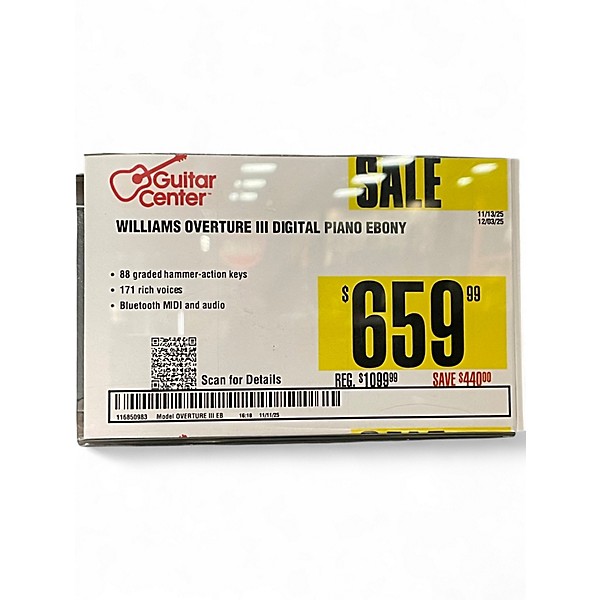 Guitar
Center™
SALE
11/13/25
12/03/25
WILLIAMS OVERTURE III DIGITAL PIANO EBONY
• 88 graded hammer-action keys
• 171 rich voices
• Bluetooth MIDI and audio
$659.99
Scan for Details
REG. $1099.99 SAVE $440.00
116850983 Model OVERTURE III EB 16:18 11/11/25